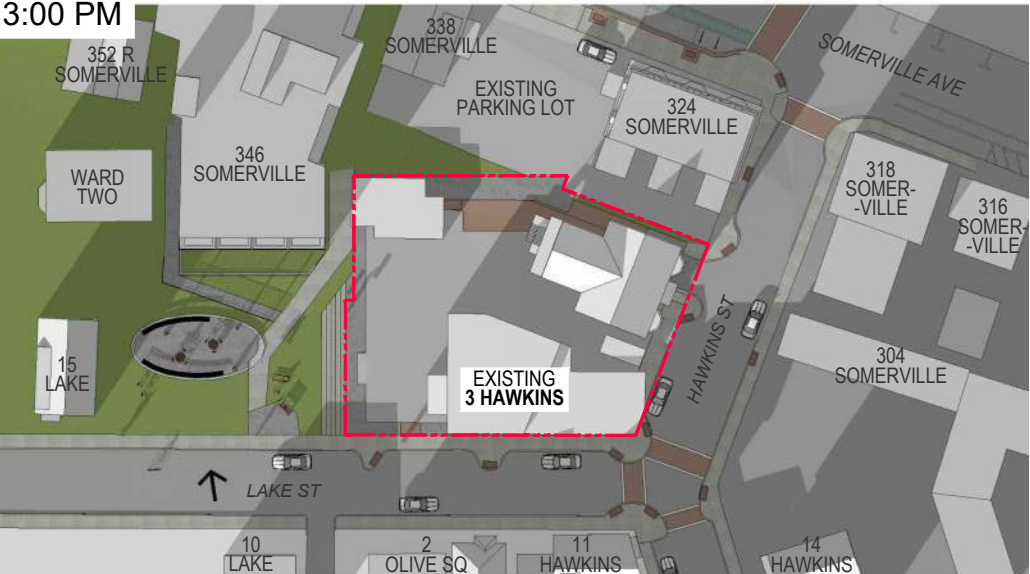 3:00 PM
352 R
SOMERVILLE
338
SOMERVILLE
SOMERVILLE AVE
EXISTING
PARKING LOT
324
SOMERVILLE
346
SOMERVILLE
WARD
TWO
318
SOMER-
-VILLE
316
SOMER-
-VILLE
HAWKINS ST
15
LAKE
304
SOMERVILLE
EXISTING
3 HAWKINS
LAKE ST
10
LAKE
2
OLIVE SQ
11
HAWKINS
14
HAWKINS